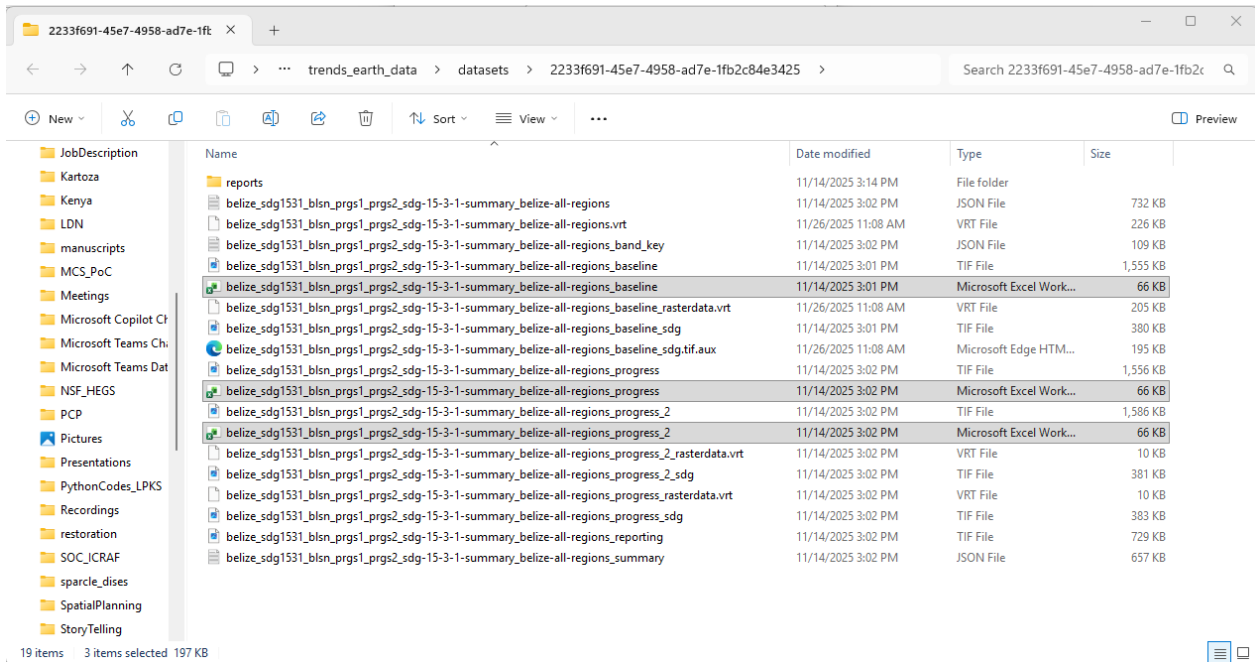 2233f691-45e7-4958-ad7e-1fb
trends_earth_data > datasets > 2233f691-45e7-4958-ad7e-1fb2c84e3425 > Search 2233f691-45e7-4958-ad7e-1fb2c
New Sort View ... Preview
Name Date modified Type Size
JobDescription
Kartoza
Kenya
LDN
manuscripts
MCS_PoC
Meetings
Microsoft Copilot Ch
Microsoft Teams Cha
Microsoft Teams Dat
NSF_HEGS
PCP
Pictures
Presentations
PythonCodes_LPKS
Recordings
restoration
SOC_ICRAF
sparcle_dises
SpatialPlanning
StoryTelling
reports 11/14/2025 3:14 PM File folder
belize_sdg1531_blsn_prgs1_prgs2_sdg-15-3-1-summary_belize-all-regions 11/14/2025 3:02 PM JSON File 732 KB
belize_sdg1531_blsn_prgs1_prgs2_sdg-15-3-1-summary_belize-all-regions.vrt 11/26/2025 11:08 AM VRT File 226 KB
belize_sdg1531_blsn_prgs1_prgs2_sdg-15-3-1-summary_belize-all-regions_band_key 11/14/2025 3:02 PM JSON File 109 KB
belize_sdg1531_blsn_prgs1_prgs2_sdg-15-3-1-summary_belize-all-regions_baseline 11/14/2025 3:01 PM TIF File 1,555 KB
belize_sdg1531_blsn_prgs1_prgs2_sdg-15-3-1-summary_belize-all-regions_baseline 11/14/2025 3:01 PM Microsoft Excel Work... 66 KB
belize_sdg1531_blsn_prgs1_prgs2_sdg-15-3-1-summary_belize-all-regions_baseline_rasterdata.vrt 11/26/2025 11:08 AM VRT File 205 KB
belize_sdg1531_blsn_prgs1_prgs2_sdg-15-3-1-summary_belize-all-regions_baseline_sdg 11/14/2025 3:01 PM TIF File 380 KB
belize_sdg1531_blsn_prgs1_prgs2_sdg-15-3-1-summary_belize-all-regions_baseline_sdg.tif.aux 11/26/2025 11:08 AM Microsoft Edge HTM... 195 KB
belize_sdg1531_blsn_prgs1_prgs2_sdg-15-3-1-summary_belize-all-regions_progress 11/14/2025 3:02 PM TIF File 1,556 KB
belize_sdg1531_blsn_prgs1_prgs2_sdg-15-3-1-summary_belize-all-regions_progress 11/14/2025 3:02 PM Microsoft Excel Work... 66 KB
belize_sdg1531_blsn_prgs1_prgs2_sdg-15-3-1-summary_belize-all-regions_progress_2 11/14/2025 3:02 PM TIF File 1,586 KB
belize_sdg1531_blsn_prgs1_prgs2_sdg-15-3-1-summary_belize-all-regions_progress_2 11/14/2025 3:02 PM Microsoft Excel Work... 66 KB
belize_sdg1531_blsn_prgs1_prgs2_sdg-15-3-1-summary_belize-all-regions_progress_2_rasterdata.vrt 11/14/2025 3:02 PM VRT File 10 KB
belize_sdg1531_blsn_prgs1_prgs2_sdg-15-3-1-summary_belize-all-regions_progress_2_sdg 11/14/2025 3:02 PM TIF File 381 KB
belize_sdg1531_blsn_prgs1_prgs2_sdg-15-3-1-summary_belize-all-regions_progress_rasterdata.vrt 11/14/2025 3:02 PM VRT File 10 KB
belize_sdg1531_blsn_prgs1_prgs2_sdg-15-3-1-summary_belize-all-regions_progress_sdg 11/14/2025 3:02 PM TIF File 383 KB
belize_sdg1531_blsn_prgs1_prgs2_sdg-15-3-1-summary_belize-all-regions_reporting 11/14/2025 3:02 PM TIF File 729 KB
belize_sdg1531_blsn_prgs1_prgs2_sdg-15-3-1-summary_belize-all-regions_summary 11/14/2025 3:02 PM JSON File 657 KB
19 items 3 items selected 197 KB